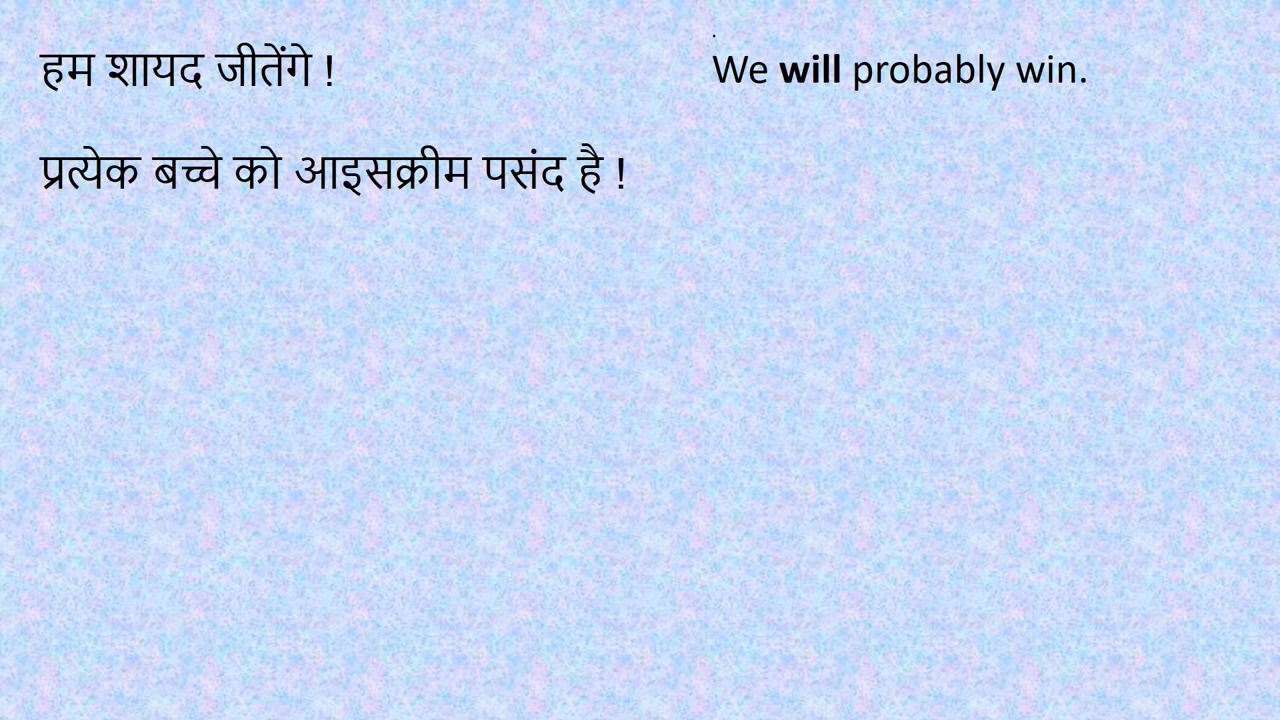 हम शायद जीतेंगे !
We will probably win.
प्रत्येक बच्चे को आइसक्रीम पसंद है !